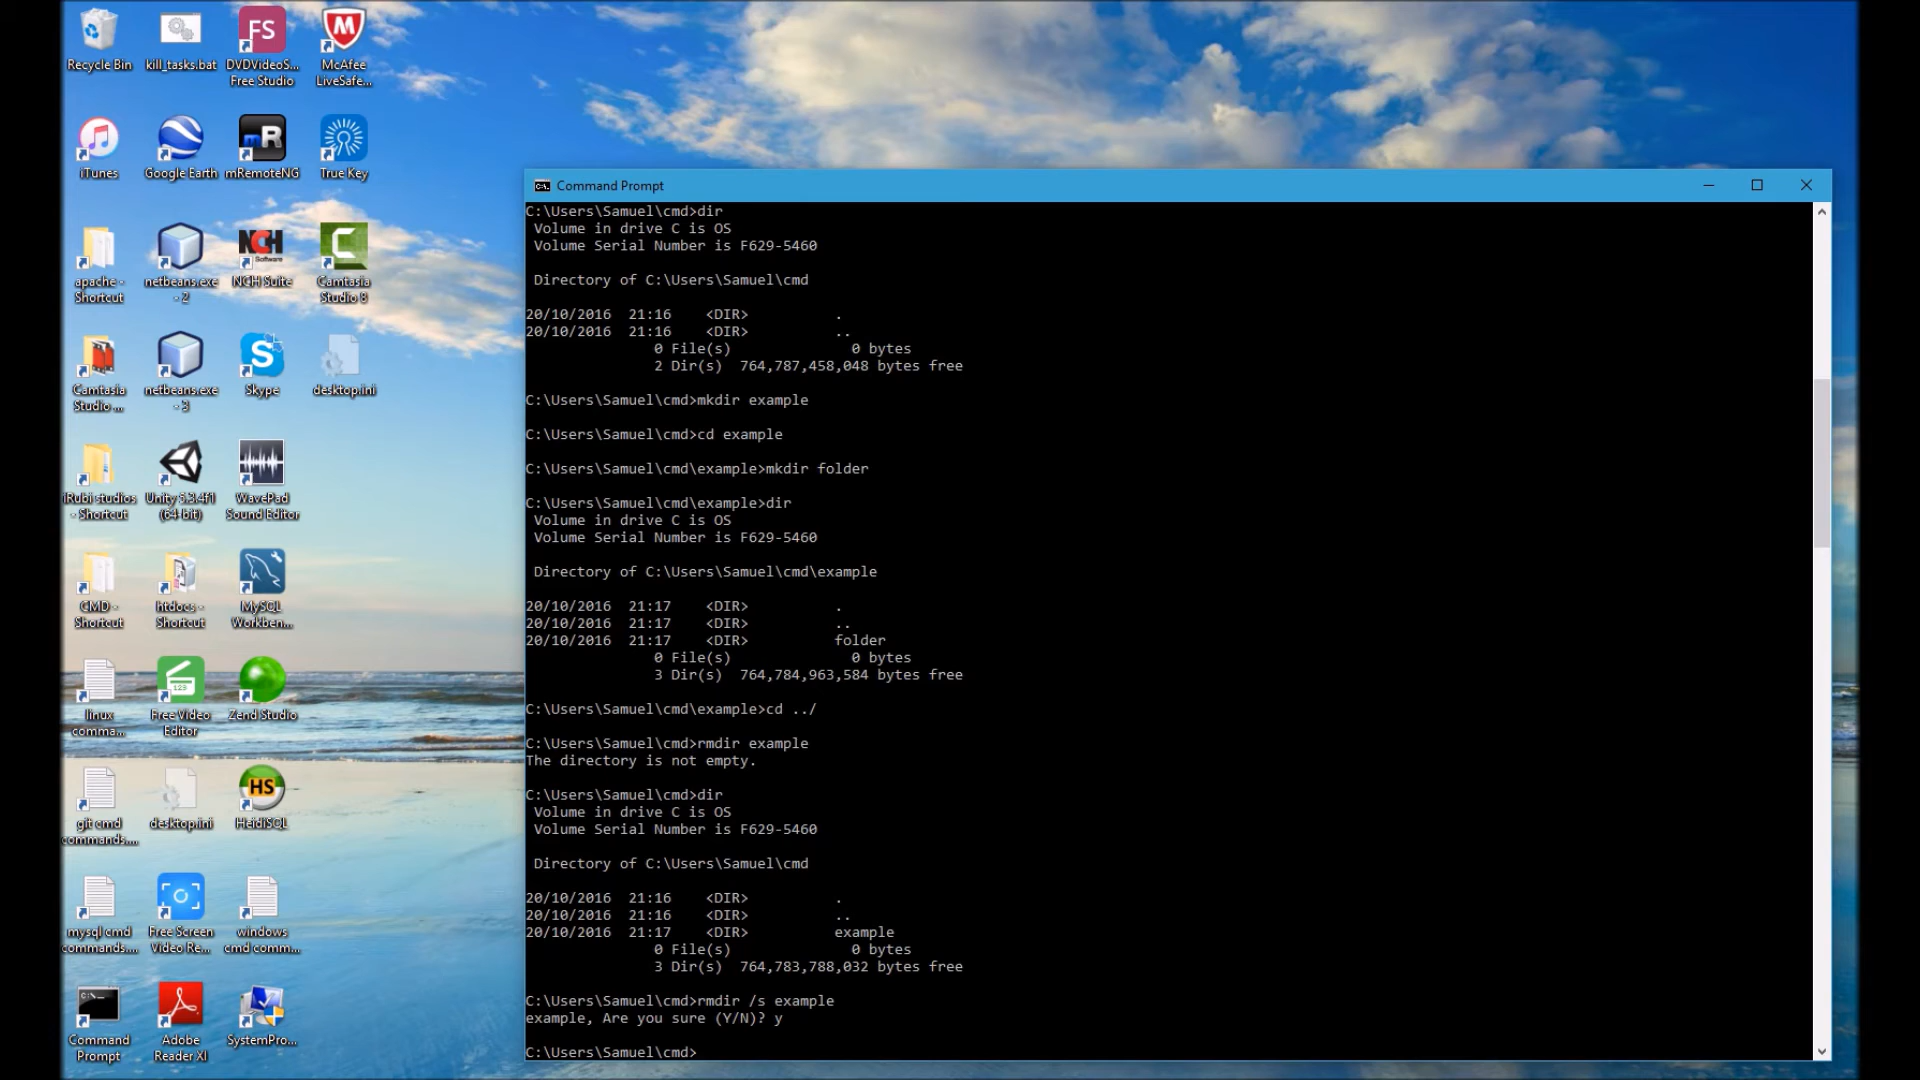 Recycle Bin
kill_tasks.bat
DVDVideoS...
Free Studio
McAfee
LiveSafe...
iTunes
Google Earth
mRemoteNG
True Key
apache -
Shortcut
netbeans.exe
- 2
NCH Suite
Camtasia
Studio 8
Camtasia
Studio ...
netbeans.exe
- 3
Skype
desktop.ini
iRubi studios
- Shortcut
Unity 5.3.4f1
(64-bit)
WavePad
Sound Editor
CMD -
Shortcut
htdocs -
Shortcut
MySQL
Workben...
linux
comma...
Free Video
Editor
Zend Studio
git cmd
commands....
desktop.ini
HeidiSQL
mysql cmd
commands....
Free Screen
Video Re...
windows
cmd comm...
Command
Prompt
Adobe
Reader XI
SystemPro...
FS
mR
NCH
Software
C
S
123
HS
C:\>_
Command Prompt
C:\Users\Samuel\cmd>dir
Volume in drive C is OS
Volume Serial Number is F629-5460
Directory of C:\Users\Samuel\cmd
20/10/2016  21:16    <DIR>          .
20/10/2016  21:16    <DIR>          ..
0 File(s)              0 bytes
2 Dir(s)  764,787,458,048 bytes free
C:\Users\Samuel\cmd>mkdir example
C:\Users\Samuel\cmd>cd example
C:\Users\Samuel\cmd\example>mkdir folder
C:\Users\Samuel\cmd\example>dir
Volume in drive C is OS
Volume Serial Number is F629-5460
Directory of C:\Users\Samuel\cmd\example
20/10/2016  21:17    <DIR>          .
20/10/2016  21:17    <DIR>          ..
20/10/2016  21:17    <DIR>          folder
0 File(s)              0 bytes
3 Dir(s)  764,784,963,584 bytes free
C:\Users\Samuel\cmd\example>cd ../
C:\Users\Samuel\cmd>rmdir example
The directory is not empty.
C:\Users\Samuel\cmd>dir
Volume in drive C is OS
Volume Serial Number is F629-5460
Directory of C:\Users\Samuel\cmd
20/10/2016  21:16    <DIR>          .
20/10/2016  21:16    <DIR>          ..
20/10/2016  21:17    <DIR>          example
0 File(s)              0 bytes
3 Dir(s)  764,783,788,032 bytes free
C:\Users\Samuel\cmd>rmdir /s example
example, Are you sure (Y/N)? y
C:\Users\Samuel\cmd>